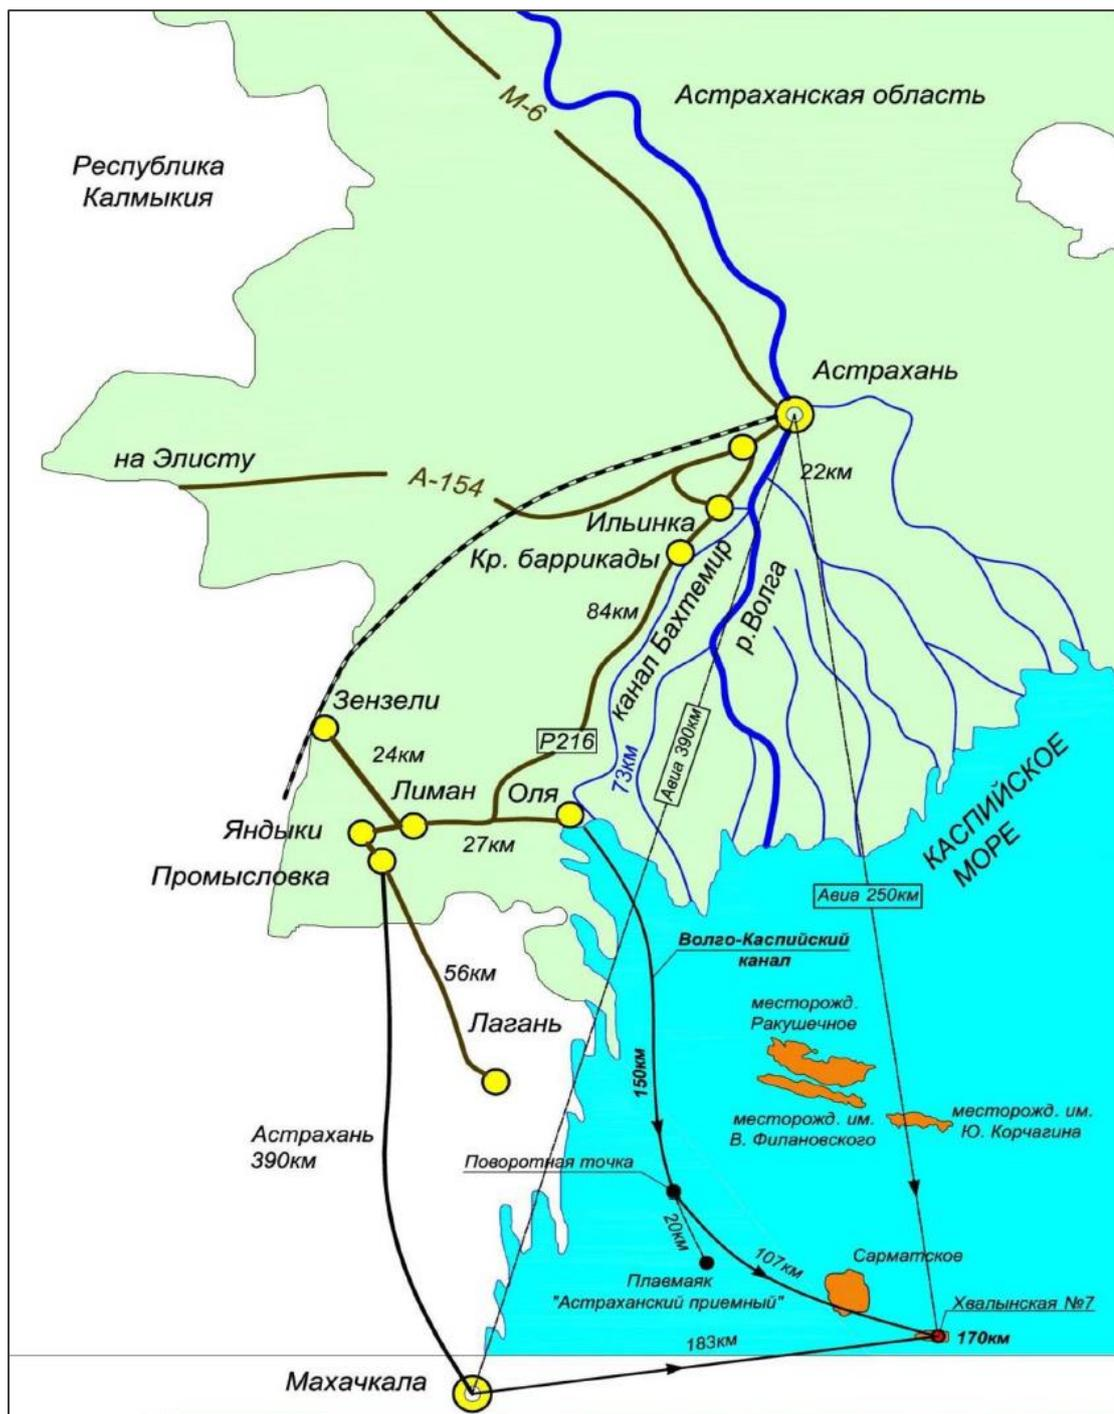 М-6
Астраханская область
Республика
Калмыкия
Астрахань
на Элисту
А-154
22км
Ильинка
Кр. баррикады
84км
канал Бахтемир
р.Волга
Зензели
24км
Р216
73км
Авиа 390км
Лиман
Оля
Яндыки
27км
Промысловка
КАСПИЙСКОЕ
МОРЕ
Авиа 250км
Волго-Каспийский
канал
56км
Лагань
месторожд.
Ракушечное
150км
месторожд. им.
В. Филановского
месторожд. им.
Ю. Корчагина
Астрахань
390км
Поворотная точка
20км
107км
Сарматское
Плавмаяк
"Астраханский приемный"
Хвалынская №7
170км
183км
Махачкала